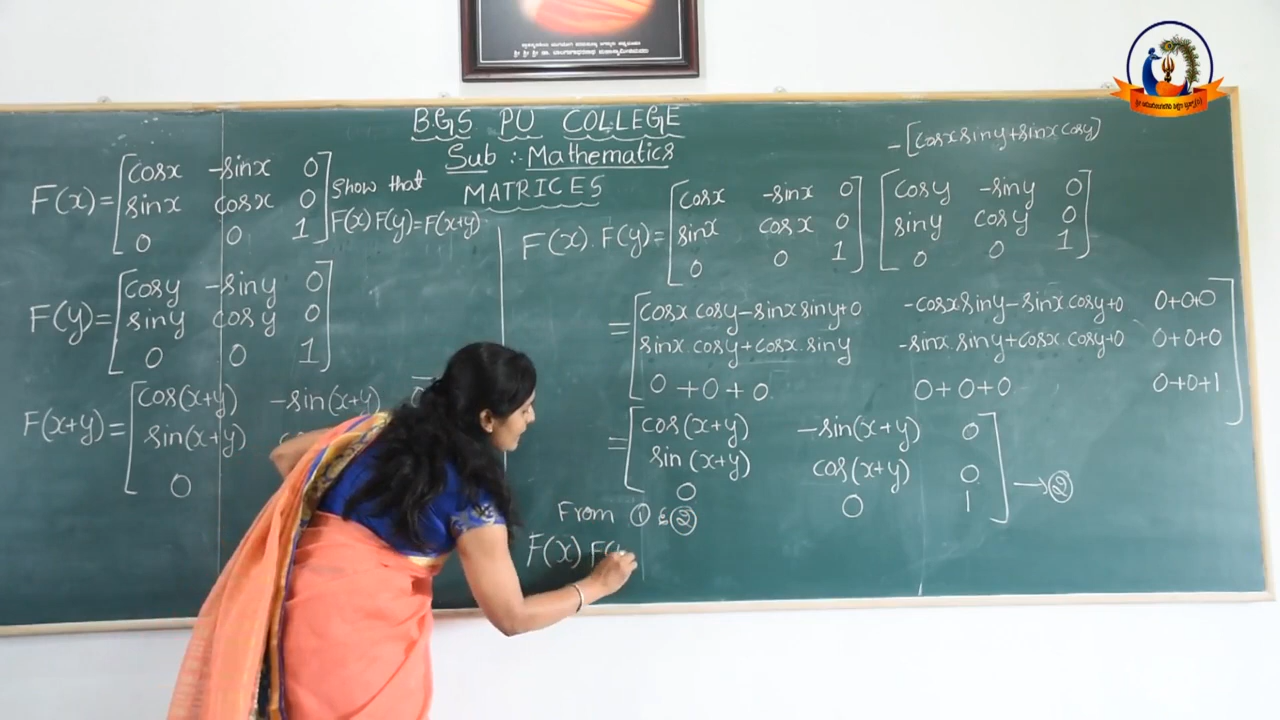 B.G.S PU COLLEGE
Sub :- Mathematics
MATRICES
F(x) = [cosx -sinx 0
sinx cosx 0
0 0 1]
Show that
F(x) F(y) = F(x+y)
F(y) = [cosy -siny 0
siny cosy 0
0 0 1]
F(x+y) = [cos(x+y) -sin(x+y)
sin(x+y)
0
-[cosx siny + sinx cosy]
F(x) . F(y) = [cosx -sinx 0
sinx cosx 0
0 0 1] [cosy -siny 0
siny cosy 0
0 0 1]
= [cosx cosy - sinx siny + 0 -cosx siny - sinx cosy + 0 0+0+0
sinx . cosy + cosx . siny -sinx . siny + cosx . cosy + 0 0+0+0
0 + 0 + 0 0+0+0 0+0+1]
= [cos(x+y) -sin(x+y) 0
sin(x+y) cos(x+y) 0
0 0 1] → ②
From ① & ②
F(x) F(